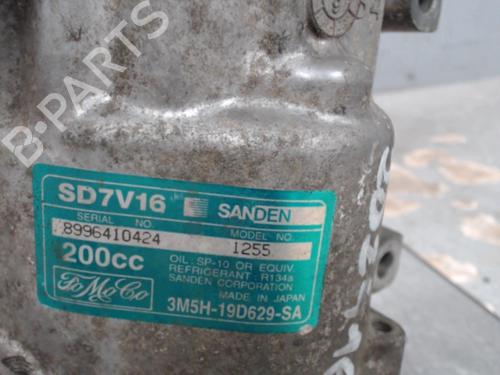 B-PARTS
SD7V16 SANDEN
SERIAL NO. MODEL NO.
8996410424 1255
200cc
OIL : SP-10 OR EQUIV.
REFRIGERANT : R134a
SANDEN CORPORATION
MADE IN JAPAN
FoMoCo
3M5H-19D629-SA